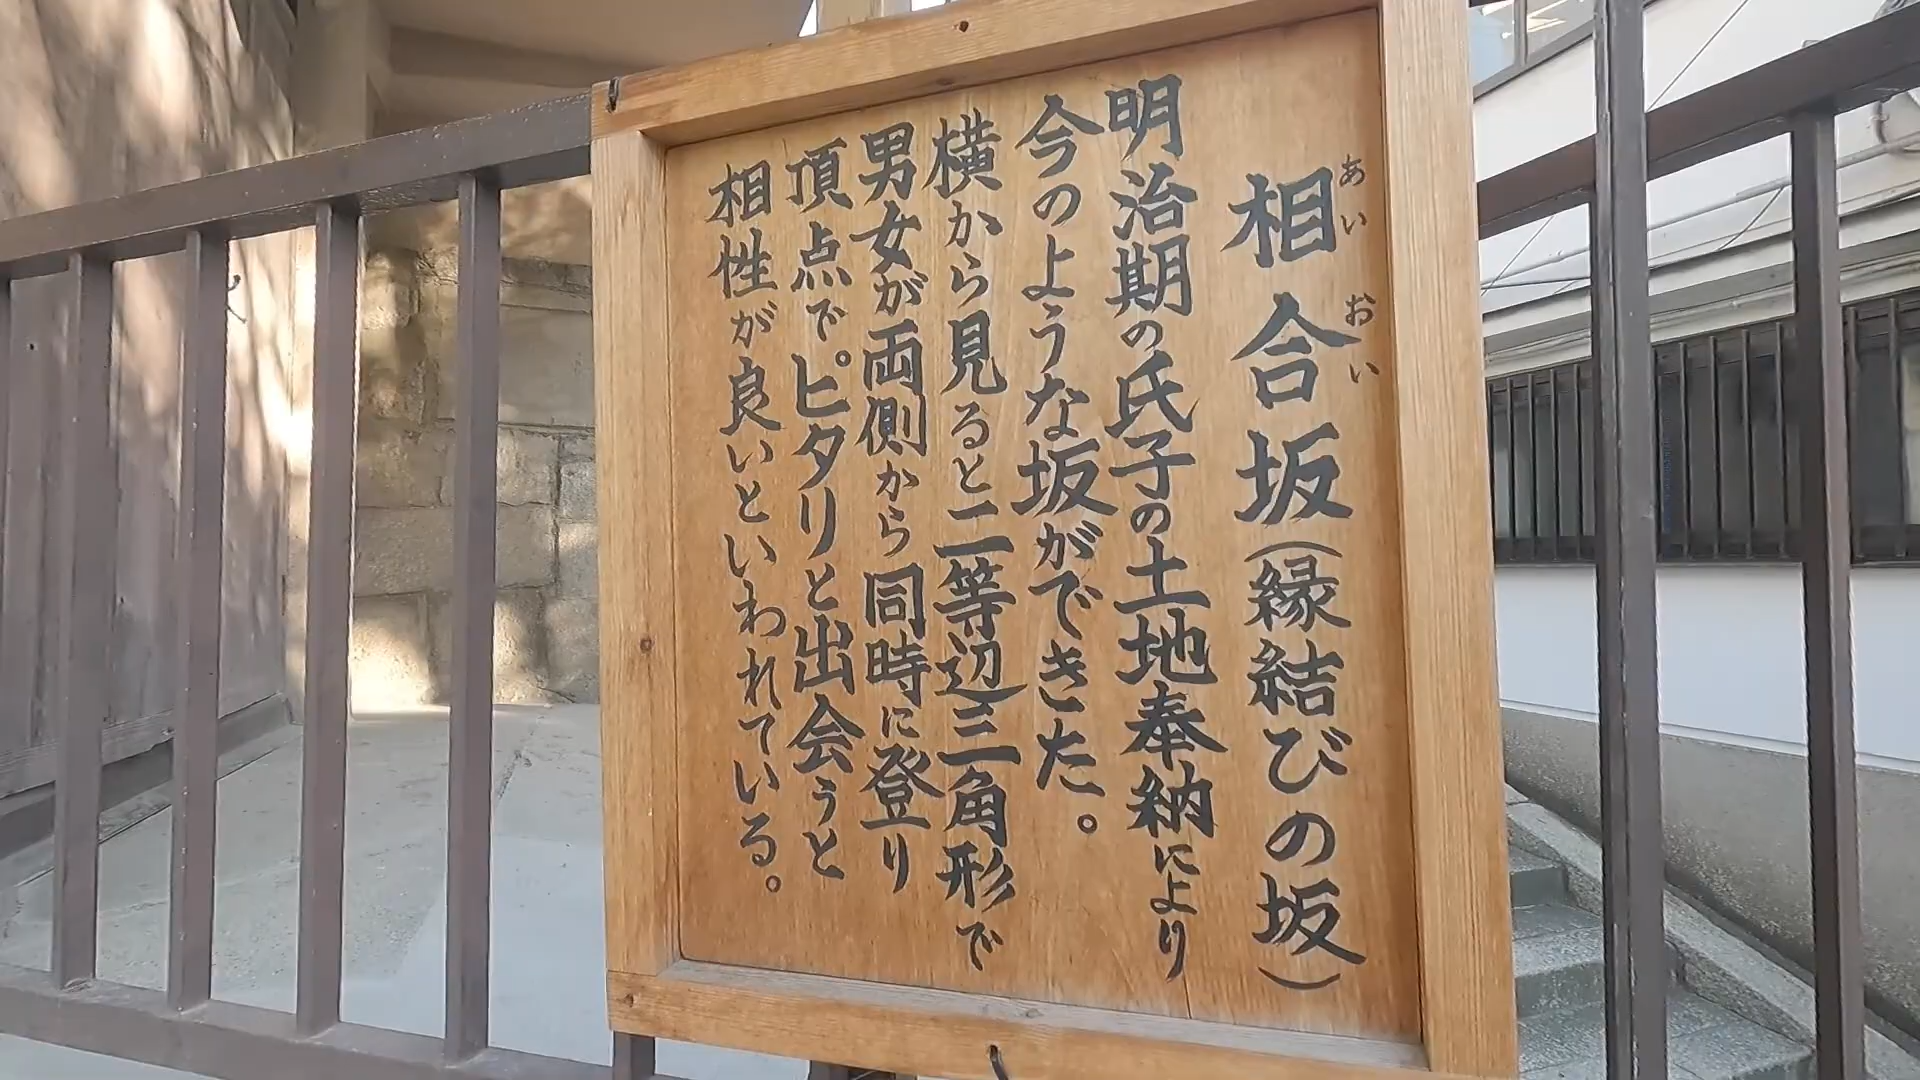 相合坂(縁結びの坂)
あいおい
明治期の氏子の土地奉納により
今のような坂ができた。
横から見ると二等辺三角形で
男女が両側から同時に登り
頂点で。ピタリと出会うと
相性が良いといわれている。